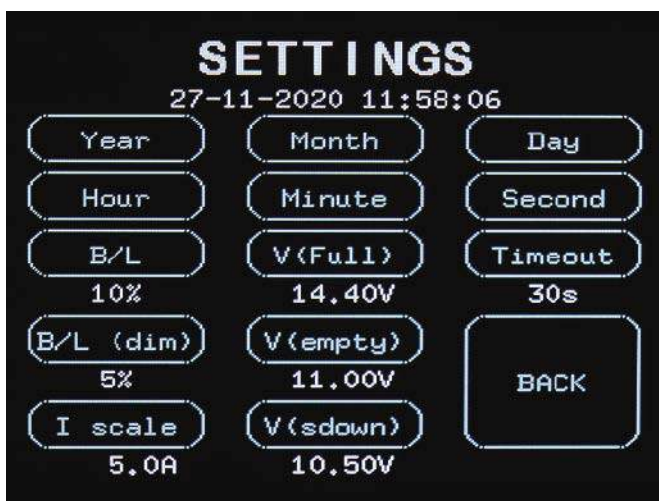 SETTINGS
27-11-2020 11:58:06
Year Month Day
Hour Minute Second
B/L V(Full) Timeout
10% 14.40V 30s
B/L (dim) V(empty)
5% 11.00V BACK
I scale V(sdown)
5.0A 10.50V